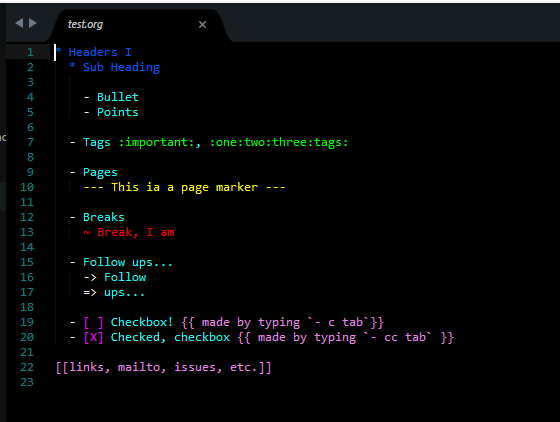 test.org ×
1 * Headers I
2 * Sub Heading
3
4 - Bullet
5 - Points
6
7 - Tags :important:, :one:two:three:tags:
8
9 - Pages
10 --- This ia a page marker ---
11
12 - Breaks
13 ~ Break, I am
14
15 - Follow ups...
16 -> Follow
17 => ups...
18
19 - [ ] Checkbox! {{ made by typing `- c tab`}}
20 - [X] Checked, checkbox {{ made by typing `- cc tab` }}
21
22 [[links, mailto, issues, etc.]]
23